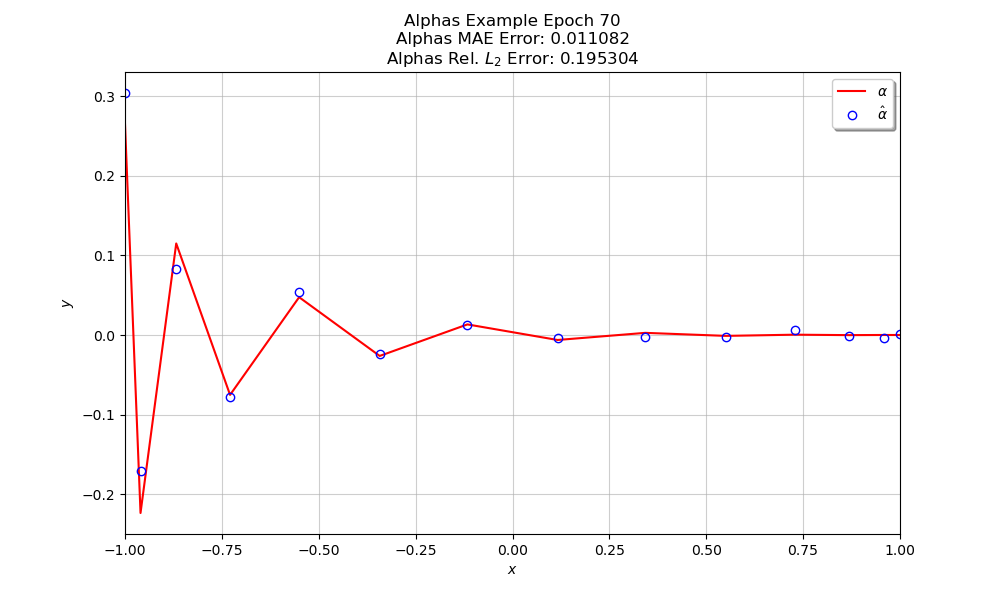 Alphas Example Epoch 70
Alphas MAE Error: 0.011082
Alphas Rel. L₂ Error: 0.195304
α
α̂
0.3
0.2
0.1
0.0
−0.1
−0.2
y
−1.00 −0.75 −0.50 −0.25 0.00 0.25 0.50 0.75 1.00
x